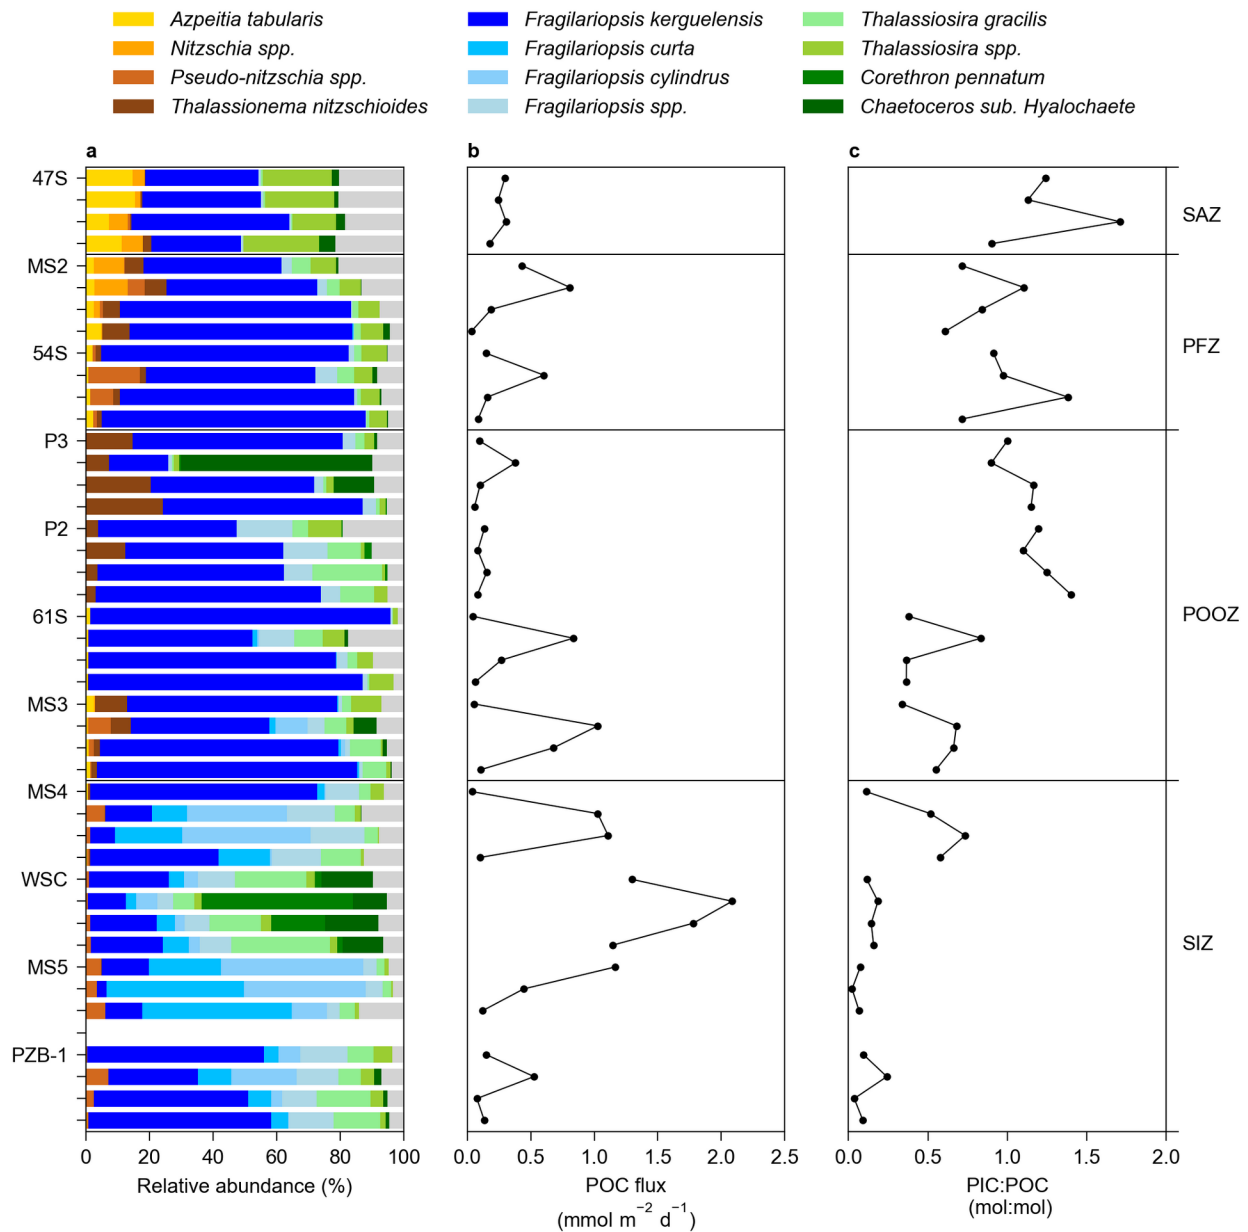 Azpeitia tabularis
Nitzschia spp.
Pseudo-nitzschia spp.
Thalassionema nitzschioides
Fragilariopsis kerguelensis
Fragilariopsis curta
Fragilariopsis cylindrus
Fragilariopsis spp.
Thalassiosira gracilis
Thalassiosira spp.
Corethron pennatum
Chaetoceros sub. Hyalochaete
a
b
c
47S
MS2
54S
P3
P2
61S
MS3
MS4
WSC
MS5
PZB-1
SAZ
PFZ
POOZ
SIZ
0 20 40 60 80 100
Relative abundance (%)
0.0 0.5 1.0 1.5 2.0 2.5
POC flux
(mmol m⁻² d⁻¹)
0.0 0.5 1.0 1.5 2.0
PIC:POC
(mol:mol)